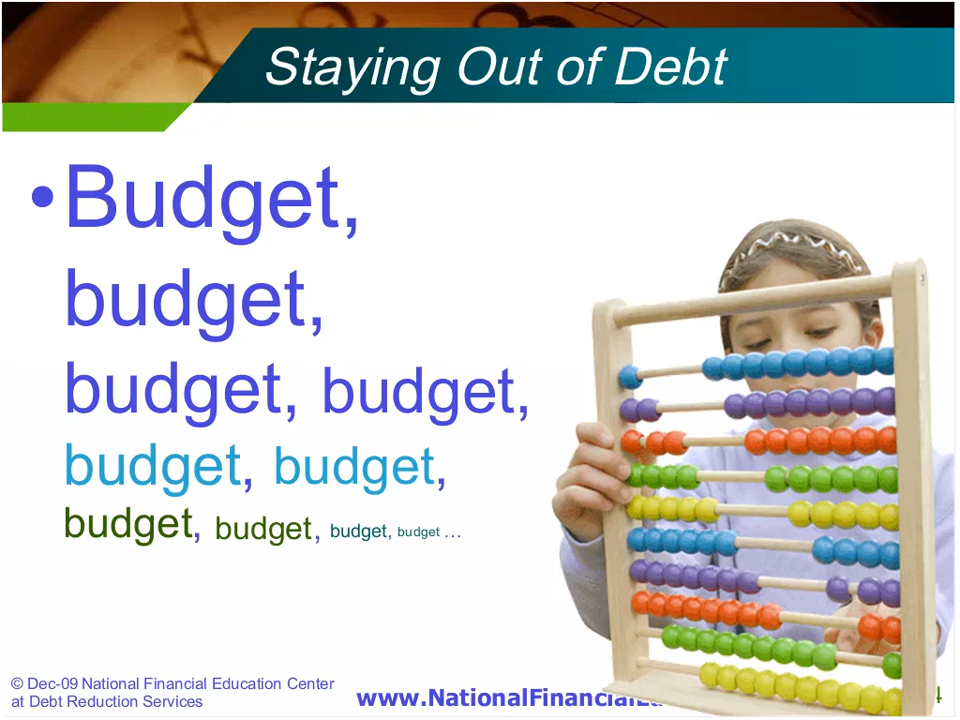 Staying Out of Debt
•Budget,
budget,
budget, budget,
budget, budget,
budget, budget, budget, budget …
© Dec-09 National Financial Education Center
at Debt Reduction Services